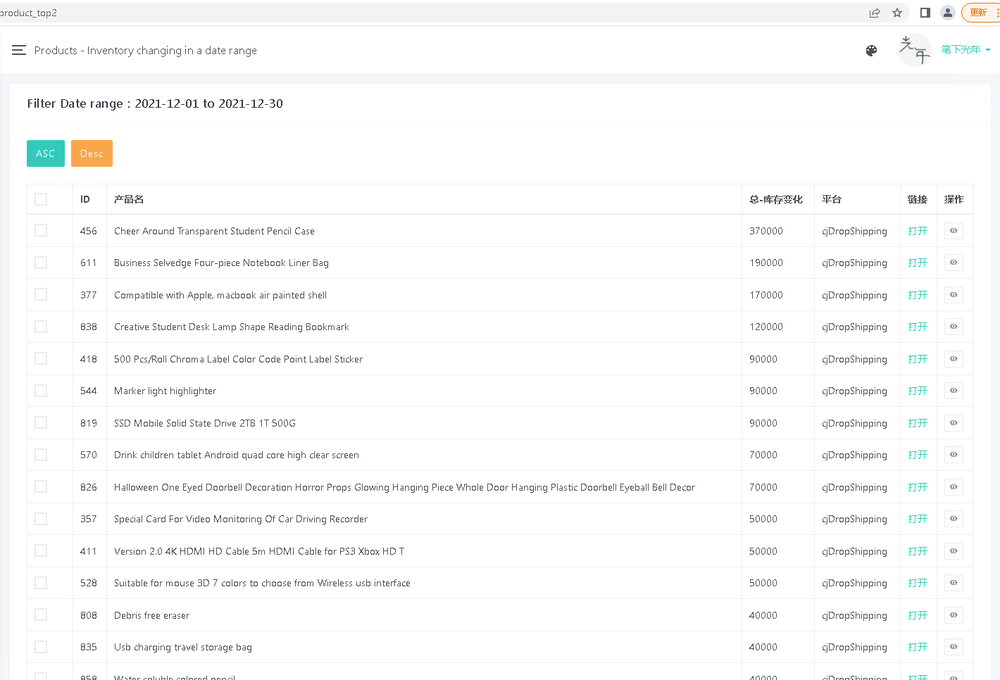 product_top2
更新
Products - Inventory changing in a date range
笔下光年
Filter Date range : 2021-12-01 to 2021-12-30
ASC Desc
ID 产品名 总-库存变化 平台 链接 操作
456 Cheer Around Transparent Student Pencil Case 370000 cjDropShipping 打开
611 Business Selvedge Four-piece Notebook Liner Bag 190000 cjDropShipping 打开
377 Compatible with Apple, macbook air painted shell 170000 cjDropShipping 打开
838 Creative Student Desk Lamp Shape Reading Bookmark 120000 cjDropShipping 打开
418 500 Pcs/Roll Chroma Label Color Code Point Label Sticker 90000 cjDropShipping 打开
544 Marker light highlighter 90000 cjDropShipping 打开
819 SSD Mobile Solid State Drive 2TB 1T 500G 90000 cjDropShipping 打开
570 Drink children tablet Android quad core high clear screen 70000 cjDropShipping 打开
826 Halloween One Eyed Doorbell Decoration Horror Props Glowing Hanging Piece Whole Door Hanging Plastic Doorbell Eyeball Bell Decor 70000 cjDropShipping 打开
357 Special Card For Video Monitoring Of Car Driving Recorder 50000 cjDropShipping 打开
411 Version 2.0 4K HDMI HD Cable 5m HDMI Cable for PS3 Xbox HD T 50000 cjDropShipping 打开
528 Suitable for mouse 3D 7 colors to choose from Wireless usb interface 50000 cjDropShipping 打开
808 Debris free eraser 40000 cjDropShipping 打开
835 Usb charging travel storage bag 40000 cjDropShipping 打开
858 Water soluble colored pencil 40000 cjDropShipping 打开